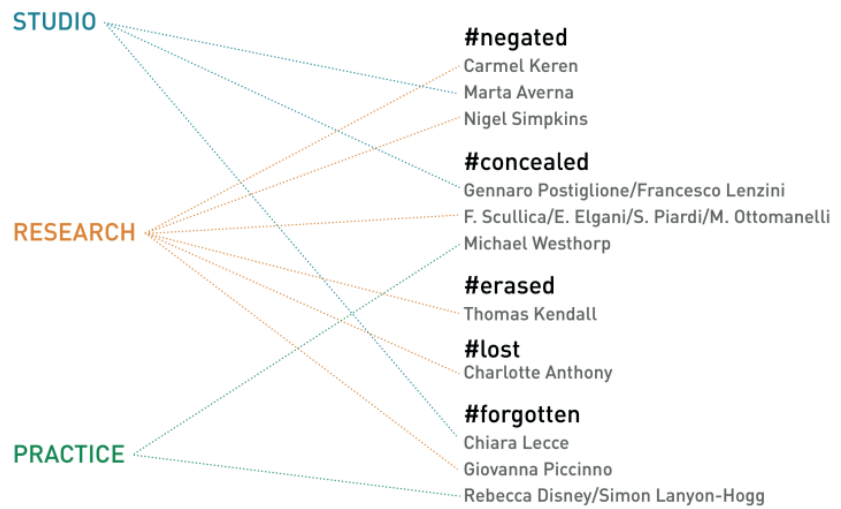 STUDIO
RESEARCH
PRACTICE
#negated
Carmel Keren
Marta Averna
Nigel Simpkins
#concealed
Gennaro Postiglione/Francesco Lenzini
F. Scullica/E. Elgani/S. Piardi/M. Ottomanelli
Michael Westhorp
#erased
Thomas Kendall
#lost
Charlotte Anthony
#forgotten
Chiara Lecce
Giovanna Piccinno
Rebecca Disney/Simon Lanyon-Hogg